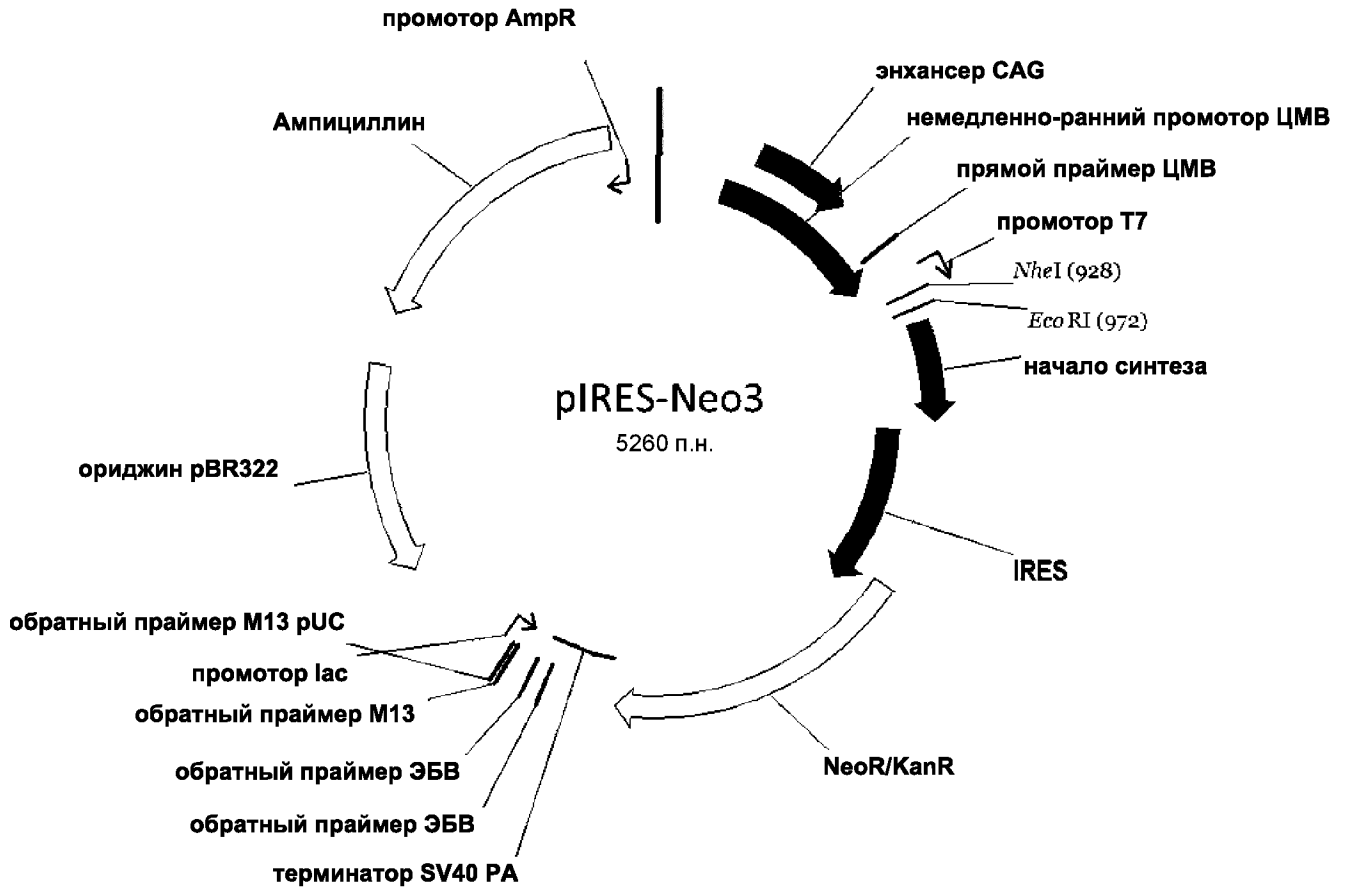 промотор AmpR
энхансер CAG
немедленно-ранний промотор ЦМВ
Ампициллин
прямой праймер ЦМВ
промотор T7
NheI (928)
EcoRI (972)
начало синтеза
pIRES-Neo3
5260 п.н.
ориджин pBR322
IRES
обратный праймер M13 pUC
промотор lac
обратный праймер M13
NeoR/KanR
обратный праймер ЭБВ
обратный праймер ЭБВ
терминатор SV40 PA